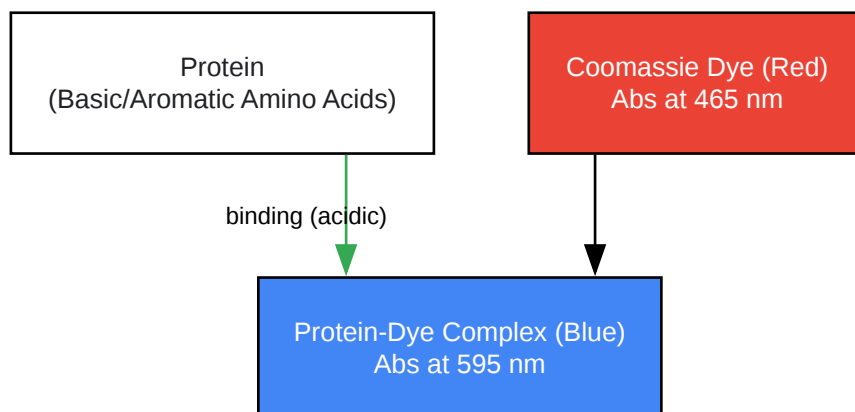 Protein
(Basic/Aromatic Amino Acids)
Coomassie Dye (Red)
Abs at 465 nm
binding (acidic)
Protein-Dye Complex (Blue)
Abs at 595 nm